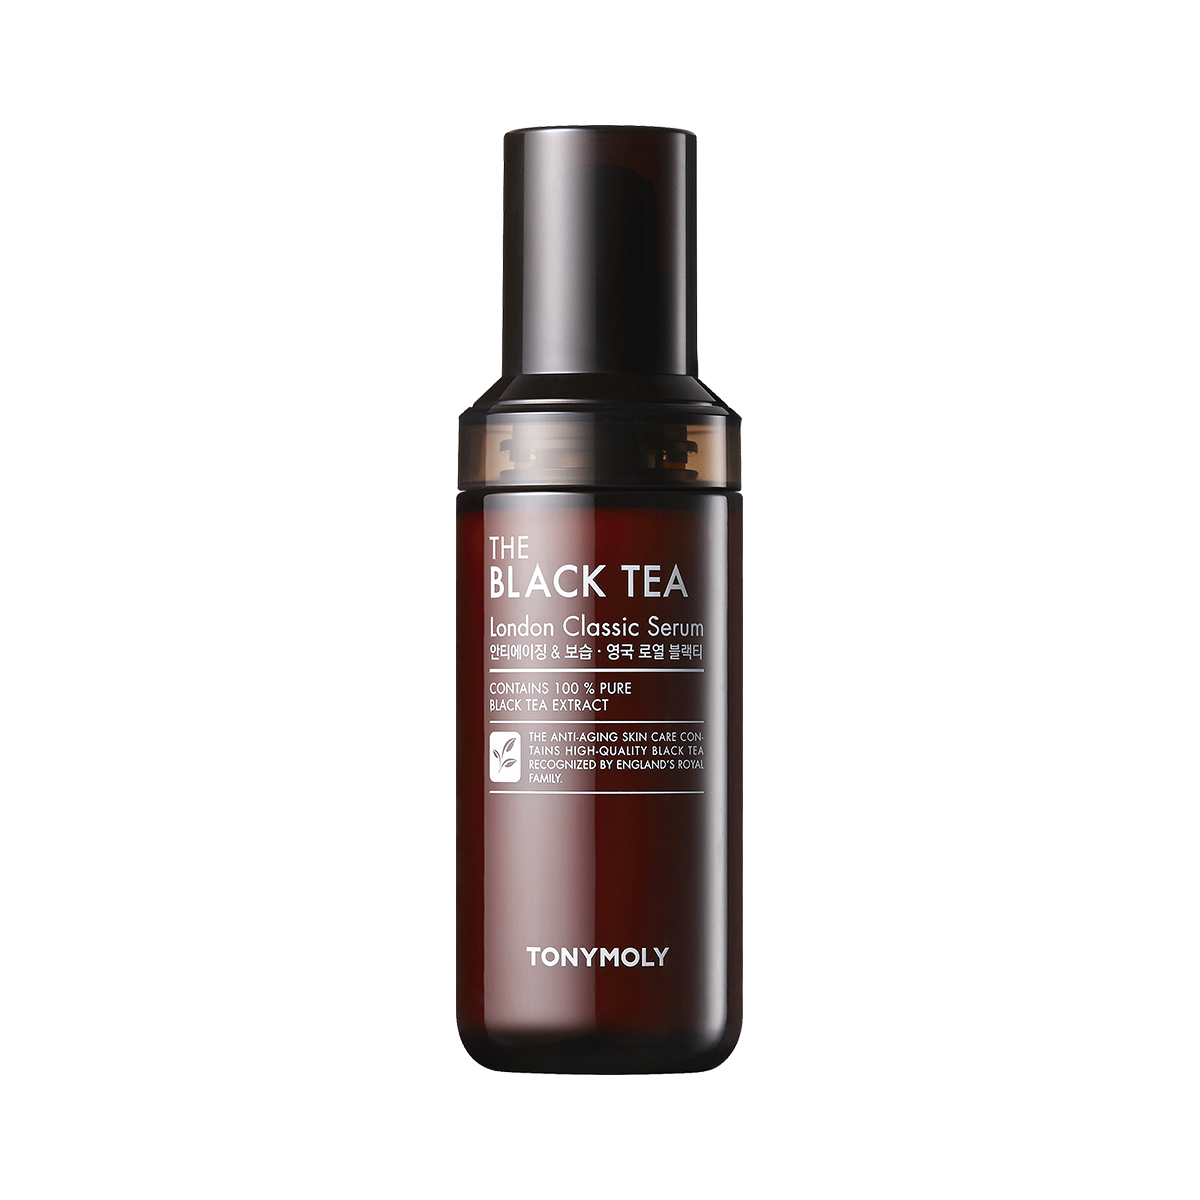 THE
BLACK TEA
London Classic Serum
안티에이징 & 보습 · 영국 로열 블랙티
CONTAINS 100 % PURE
BLACK TEA EXTRACT
THE ANTI-AGING SKIN CARE CON-
TAINS HIGH-QUALITY BLACK TEA
RECOGNIZED BY ENGLAND'S ROYAL
FAMILY.
TONYMOLY